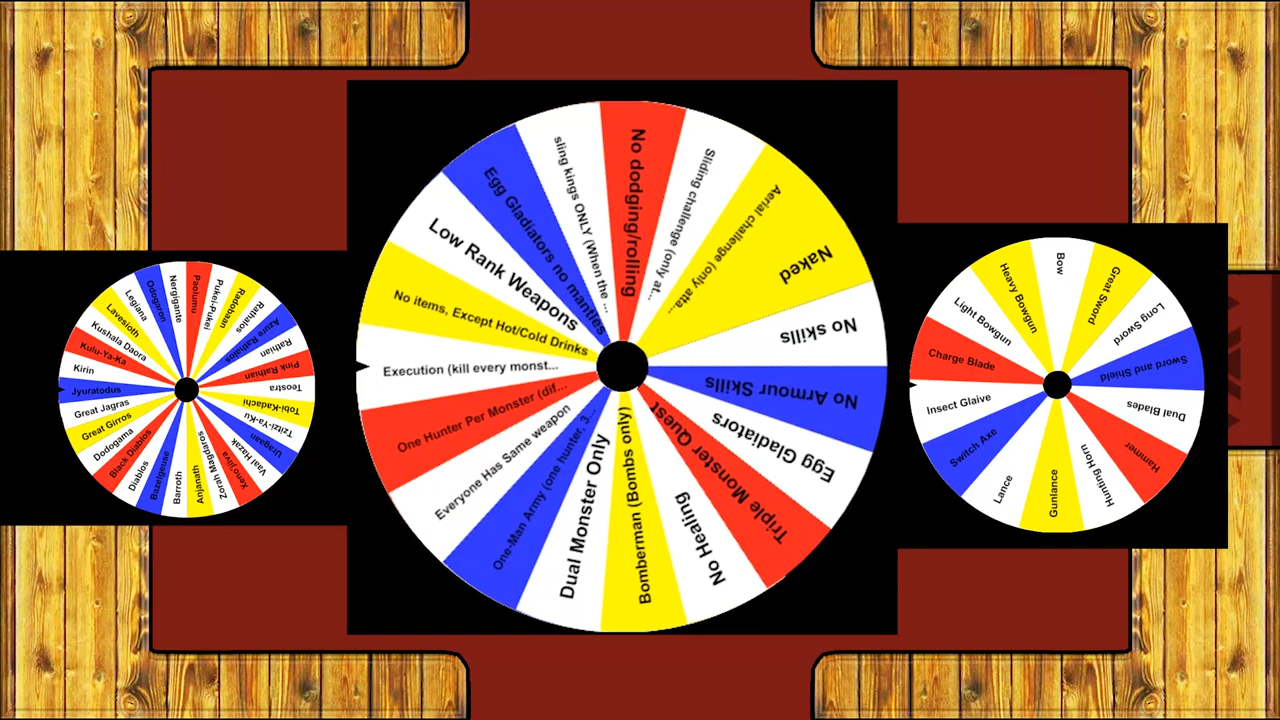 Paolumu
Pukei-Pukei
Radobaan
Rathalos
Azure Rathalos
Rathian
Pink Rathian
Teostra
Tobi-Kadachi
Tzitzi-Ya-Ku
Uragaan
Vaal Hazak
Xeno'jiiva
Zorah Magdaros
Anjanath
Barroth
Bazelgeuse
Diablos
Black Diablos
Dodogama
Great Girros
Great Jagras
Jyuratodus
Kirin
Kulu-Ya-Ka
Kushala Daora
Lavesioth
Legiana
Odogaron
Nergigante
No dodging/rolling
Sliding challenge (only at...
Aerial challenge (only atta...
Naked
No skills
No Armour Skills
Egg Gladiators
Triple Monster Quest
No Healing
Bomberman (Bombs only)
Dual Monster Only
One-Man Army (one hunter, 3...
Everyone Has Same weapon
One Hunter Per Monster (dif...
Execution (kill every monst...
No items, Except Hot/Cold Drinks
Low Rank Weapons
Egg Gladiators no manties
sling kings ONLY (When the ...
Bow
Great Sword
Long Sword
Sword and Shield
Dual Blades
Hammer
Hunting Horn
Gunlance
Lance
Switch Axe
Insect Glaive
Charge Blade
Light Bowgun
Heavy Bowgun